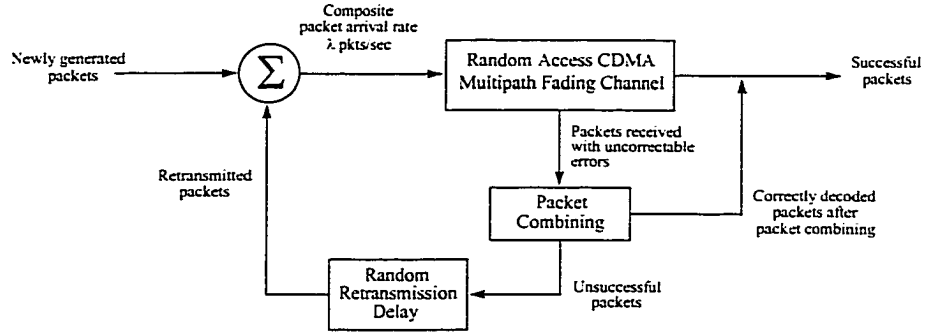 Composite
packet arrival rate
λ pkts/sec
Newly generated
packets
Σ
Random Access CDMA
Multipath Fading Channel
Successful
packets
Packets received
with uncorrectable
errors
Retransmitted
packets
Packet
Combining
Correctly decoded
packets after
packet combining
Random
Retransmission
Delay
Unsuccessful
packets